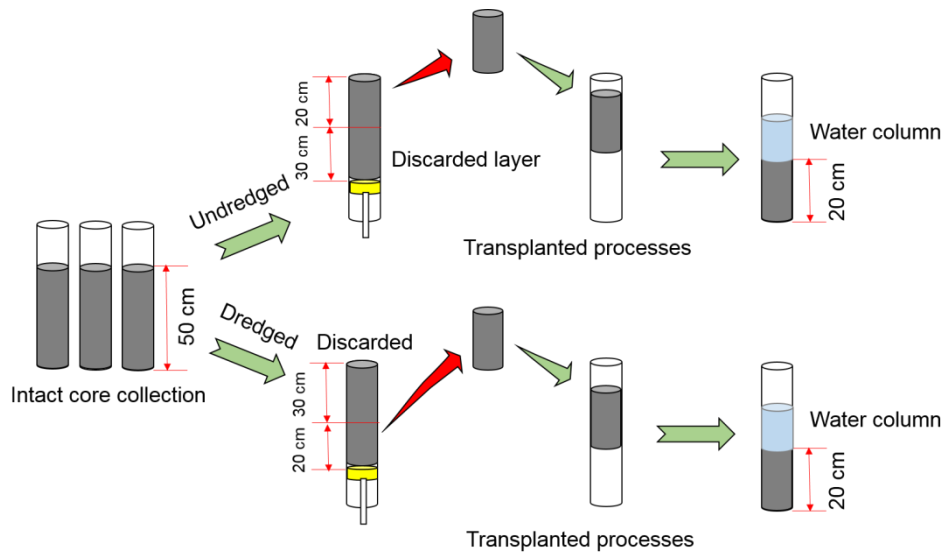 20 cm
30 cm
Discarded layer
Water column
20 cm
Undredged
Transplanted processes
50 cm
Intact core collection
Dredged
Discarded
30 cm
20 cm
Water column
20 cm
Transplanted processes